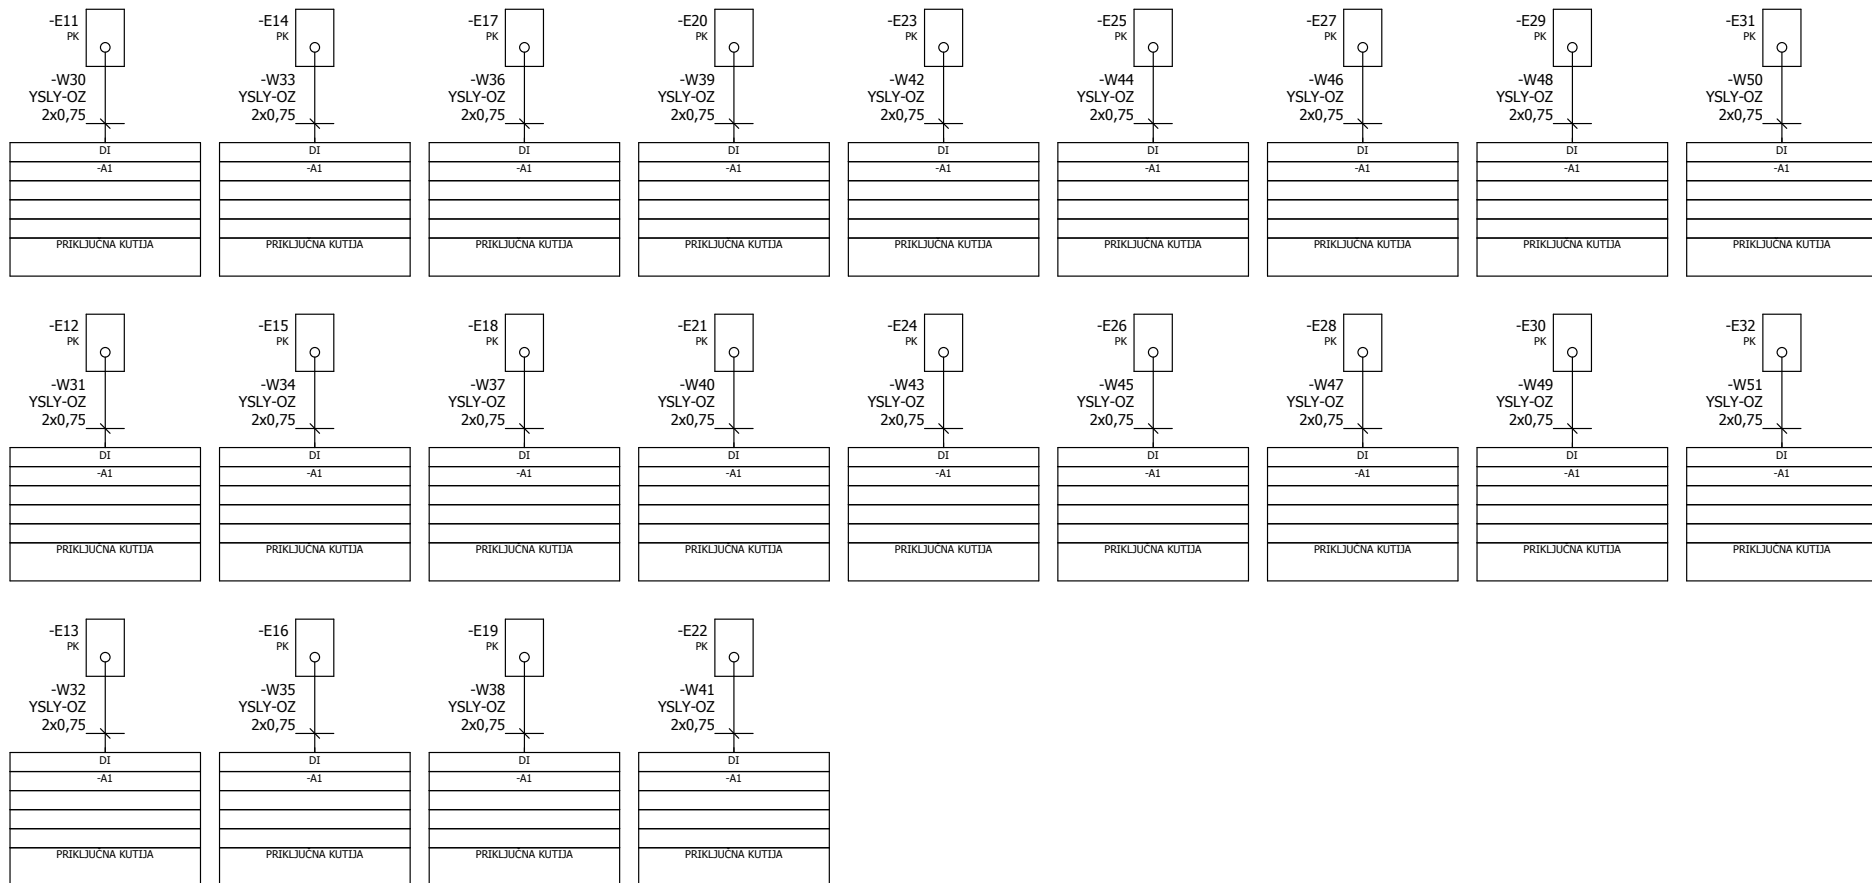 -E11
PK
-W30
YSLY-OZ
2x0,75
DI
-A1
PRIKLJUČNA KUTIJA
-E14
PK
-W33
YSLY-OZ
2x0,75
DI
-A1
PRIKLJUČNA KUTIJA
-E17
PK
-W36
YSLY-OZ
2x0,75
DI
-A1
PRIKLJUČNA KUTIJA
-E20
PK
-W39
YSLY-OZ
2x0,75
DI
-A1
PRIKLJUČNA KUTIJA
-E23
PK
-W42
YSLY-OZ
2x0,75
DI
-A1
PRIKLJUČNA KUTIJA
-E25
PK
-W44
YSLY-OZ
2x0,75
DI
-A1
PRIKLJUČNA KUTIJA
-E27
PK
-W46
YSLY-OZ
2x0,75
DI
-A1
PRIKLJUČNA KUTIJA
-E29
PK
-W48
YSLY-OZ
2x0,75
DI
-A1
PRIKLJUČNA KUTIJA
-E31
PK
-W50
YSLY-OZ
2x0,75
DI
-A1
PRIKLJUČNA KUTIJA
-E12
PK
-W31
YSLY-OZ
2x0,75
DI
-A1
PRIKLJUČNA KUTIJA
-E15
PK
-W34
YSLY-OZ
2x0,75
DI
-A1
PRIKLJUČNA KUTIJA
-E18
PK
-W37
YSLY-OZ
2x0,75
DI
-A1
PRIKLJUČNA KUTIJA
-E21
PK
-W40
YSLY-OZ
2x0,75
DI
-A1
PRIKLJUČNA KUTIJA
-E24
PK
-W43
YSLY-OZ
2x0,75
DI
-A1
PRIKLJUČNA KUTIJA
-E26
PK
-W45
YSLY-OZ
2x0,75
DI
-A1
PRIKLJUČNA KUTIJA
-E28
PK
-W47
YSLY-OZ
2x0,75
DI
-A1
PRIKLJUČNA KUTIJA
-E30
PK
-W49
YSLY-OZ
2x0,75
DI
-A1
PRIKLJUČNA KUTIJA
-E32
PK
-W51
YSLY-OZ
2x0,75
DI
-A1
PRIKLJUČNA KUTIJA
-E13
PK
-W32
YSLY-OZ
2x0,75
DI
-A1
PRIKLJUČNA KUTIJA
-E16
PK
-W35
YSLY-OZ
2x0,75
DI
-A1
PRIKLJUČNA KUTIJA
-E19
PK
-W38
YSLY-OZ
2x0,75
DI
-A1
PRIKLJUČNA KUTIJA
-E22
PK
-W41
YSLY-OZ
2x0,75
DI
-A1
PRIKLJUČNA KUTIJA